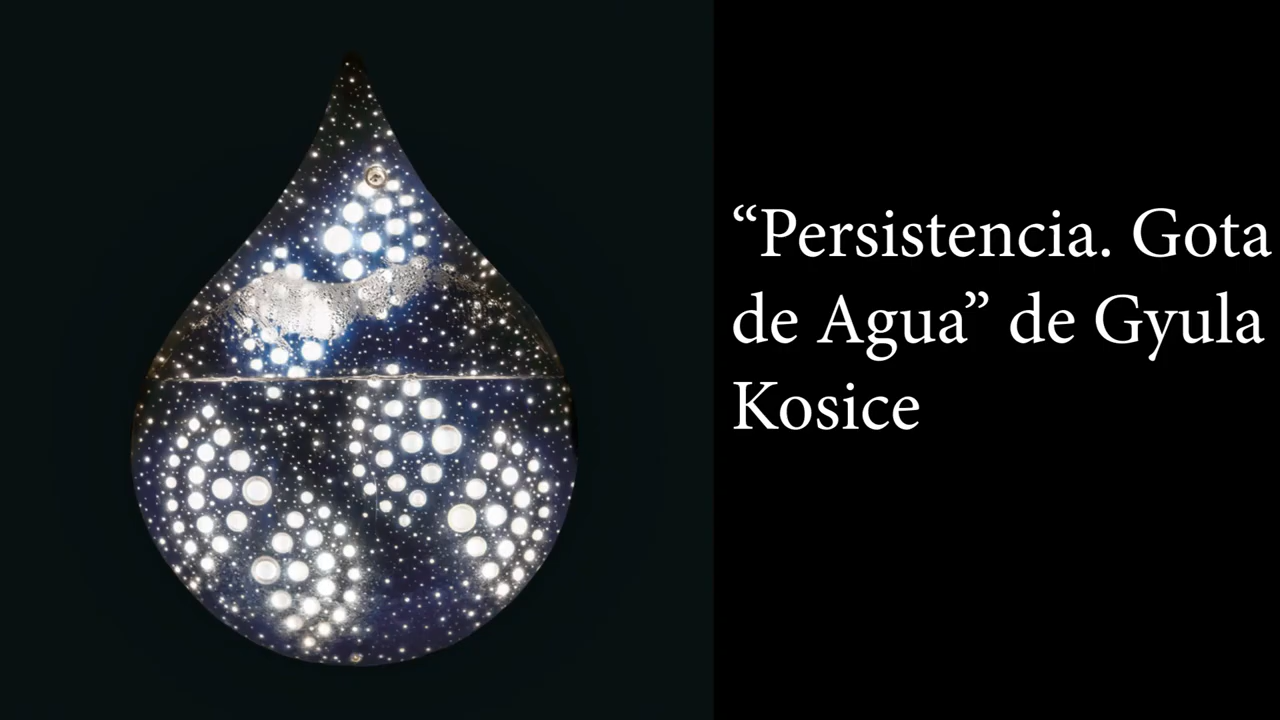 “Persistencia. Gota
de Agua” de Gyula
Kosice